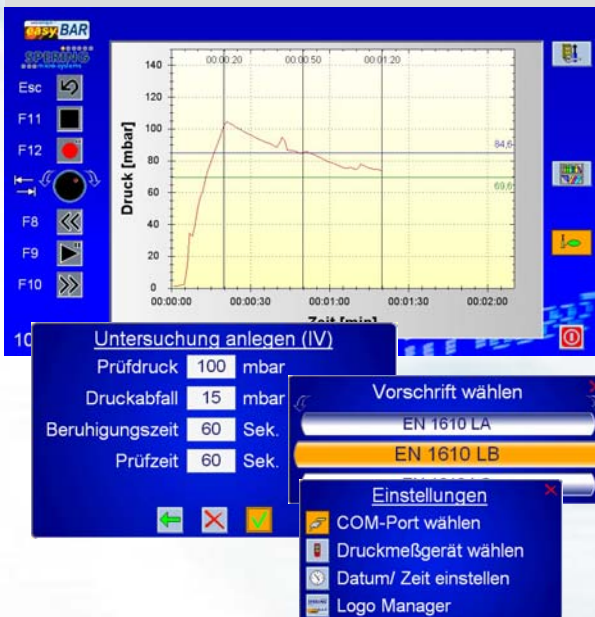 easyBAR
SPERING
micro systems
Esc
F11
F12
F8
F9
F10
Druck [mbar]
140
120
100
80
60
40
20
0
00:00:20 00:00:50 00:01:20
84,6
69,6
00:00:00 00:00:30 00:01:00 00:01:30 00:02:00
Zeit [min]
10
Untersuchung anlegen (IV)
Prüfdruck 100 mbar
Druckabfall 15 mbar
Beruhigungszeit 60 Sek.
Prüfzeit 60 Sek.
Vorschrift wählen
EN 1610 LA
EN 1610 LB
Einstellungen
COM-Port wählen
Druckmeßgerät wählen
Datum/ Zeit einstellen
Logo Manager